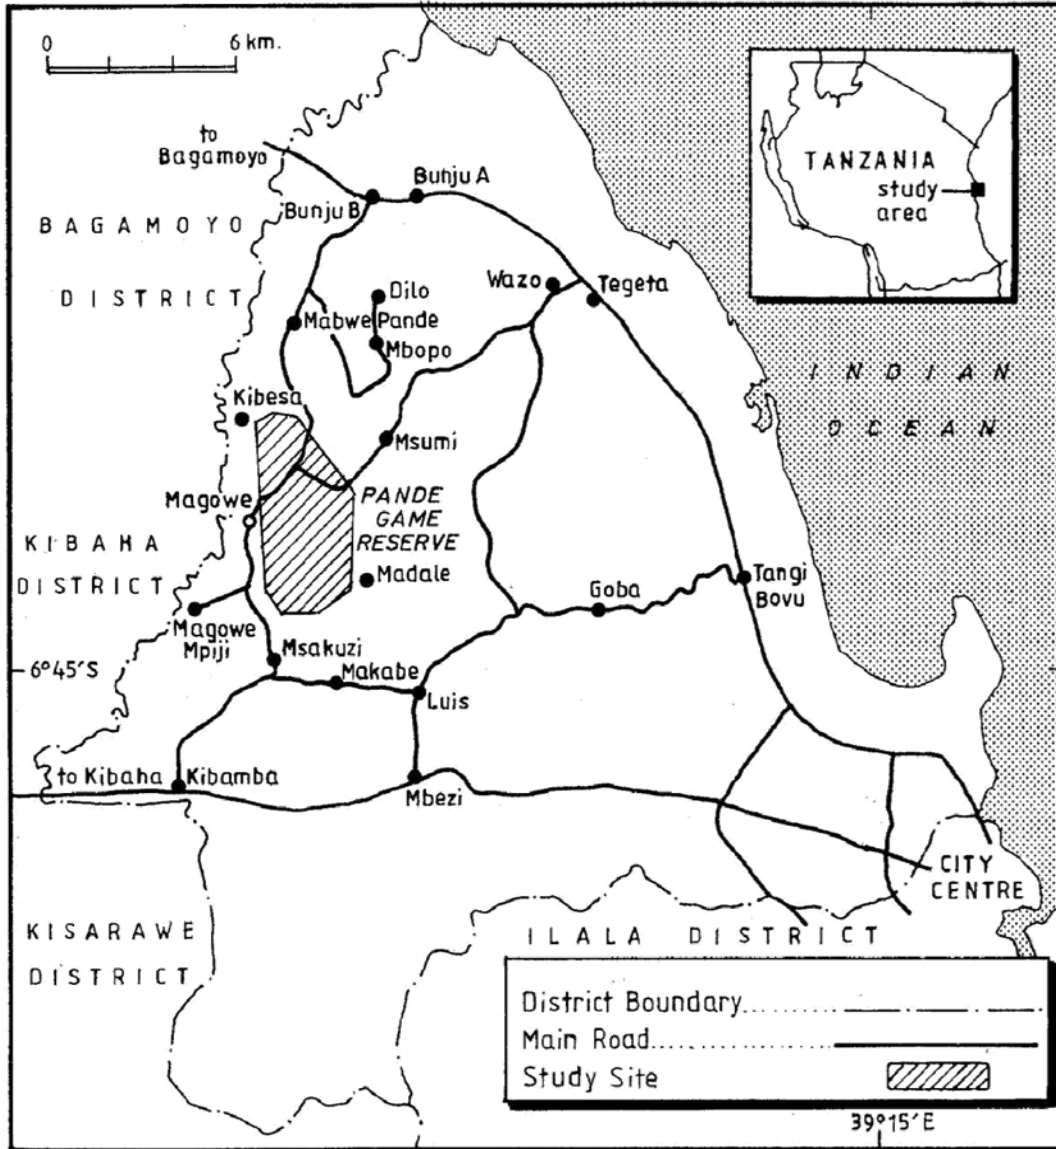 0 6 km.
to
Bagamoyo
Bunju A
Bunju B
BAGAMOYO
DISTRICT
TANZANIA
study
area
Wazo
Tegeta
Dilo
Mabwe Pande
Mbopo
INDIAN
OCEAN
Kibesa
Msumi
Magowe
PANDE
GAME
RESERVE
KIBAHA
DISTRICT
Madale
Goba
Tangi
Bovu
Magowe
Mpiji
Msakuzi
6°45'S
Makabe
Luis
to Kibaha
Kibamba
Mbezi
CITY
CENTRE
KISARAWE
DISTRICT
ILALA DISTRICT
District Boundary
Main Road
Study Site
39°15'E